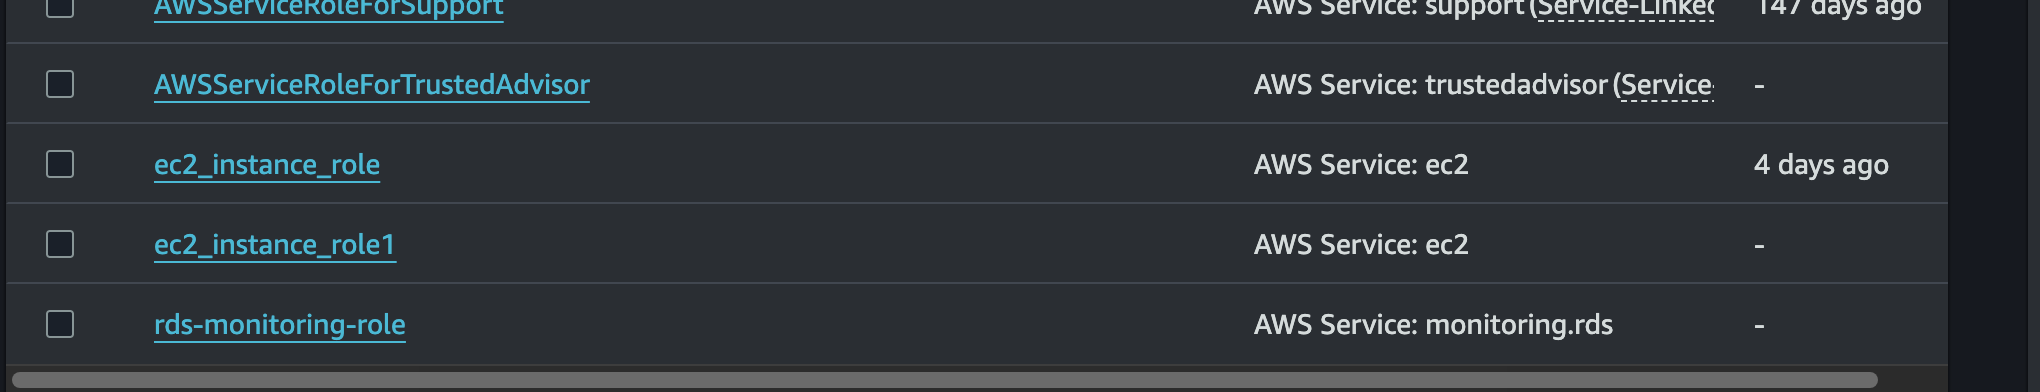 AWSServiceRoleForSupport AWS Service: support (Service-Linked 147 days ago
AWSServiceRoleForTrustedAdvisor AWS Service: trustedadvisor (Service- -
ec2_instance_role AWS Service: ec2 4 days ago
ec2_instance_role1 AWS Service: ec2 -
rds-monitoring-role AWS Service: monitoring.rds -